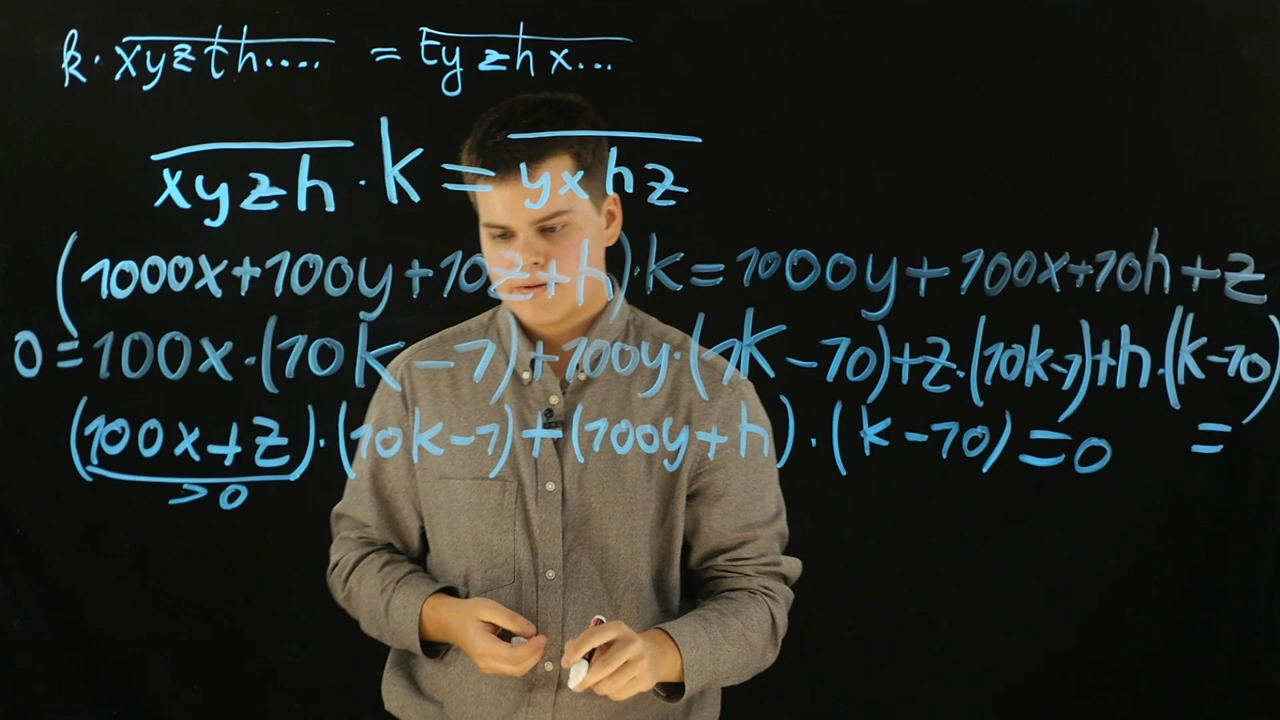 k · xyzth.... = tyzhx...
xyzh · k = yxhz
(1000x+100y+10z+h)·k=1000y+100x+10h+z
0=100x·(10k-1)+100y·(1k-10)+z·(10k-1)+h·(k-10)
(100x+z)·(10k-1)+(100y+h)·(k-10)=0 =
>0